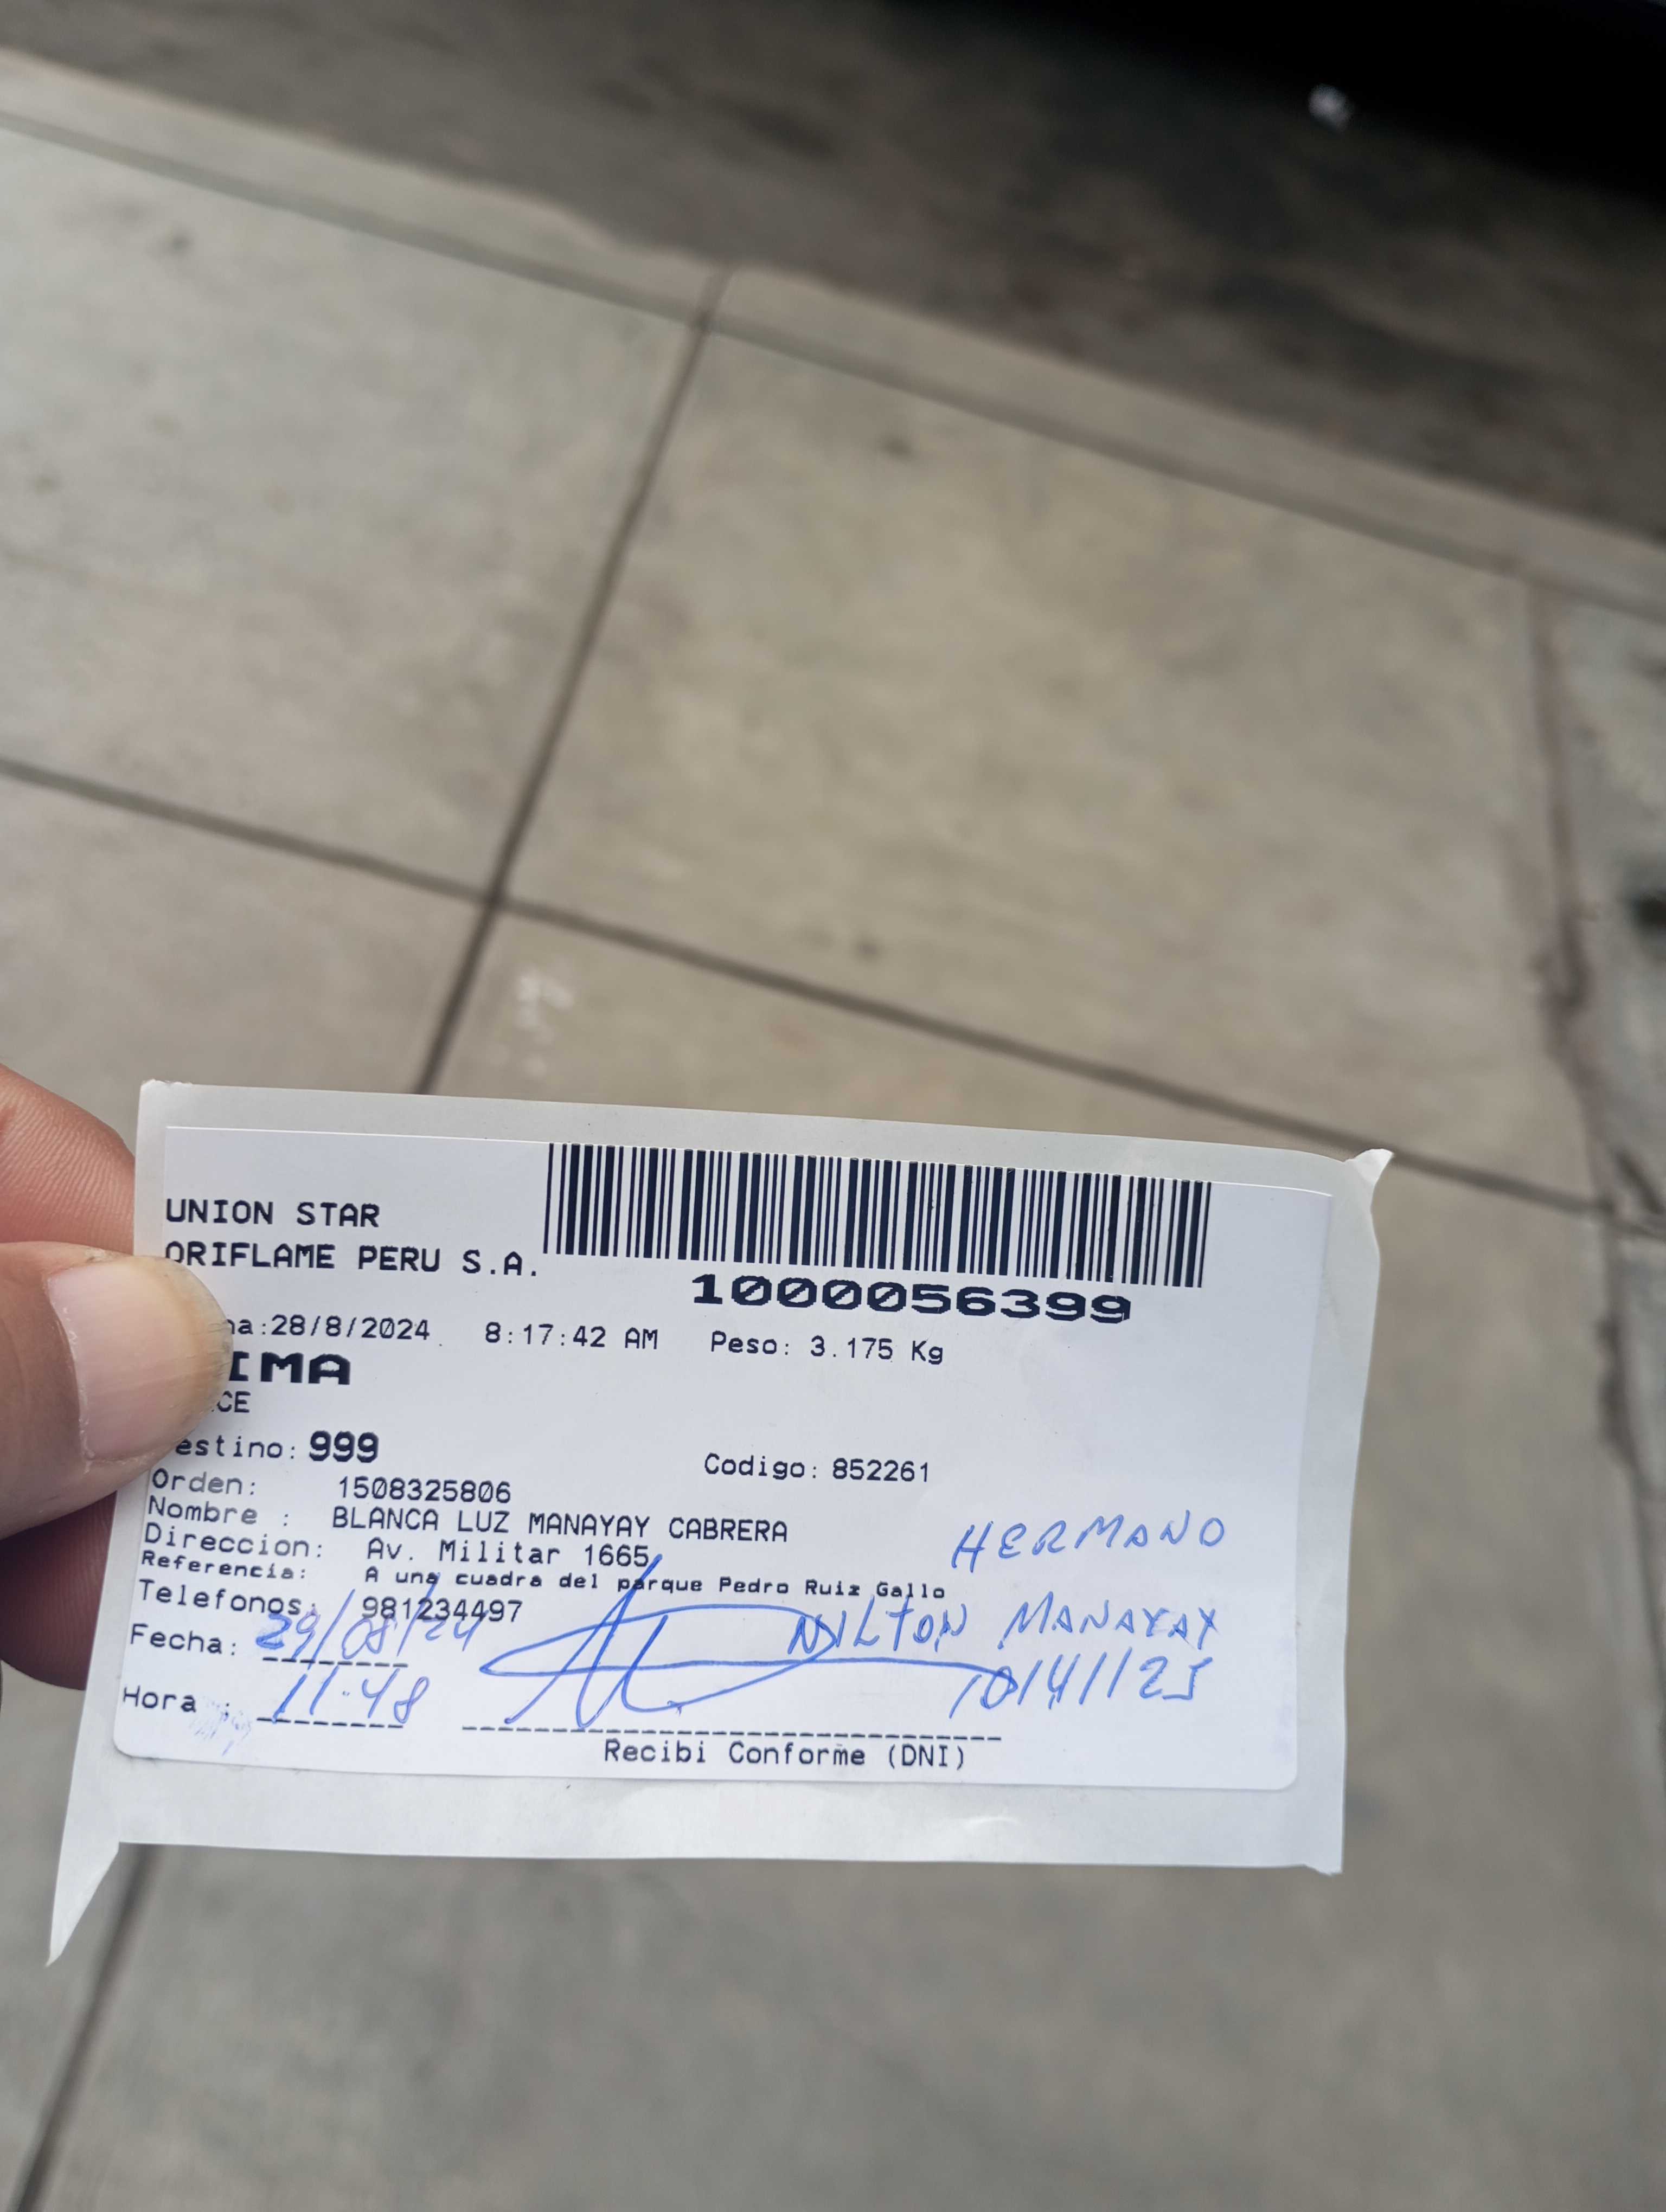 UNION STAR
ORIFLAME PERU S.A.
1000056399
ha:28/8/2024 8:17:42 AM Peso: 3.175 Kg
IMA
CE
estino: 999 Codigo: 852261
Orden: 1508325806
Nombre : BLANCA LUZ MANAYAY CABRERA
HERMANO
Direccion: Av. Militar 1665
Referencia: A una cuadra del parque Pedro Ruiz Gallo
Telefonos: 981234497
NILTON MANAYAY
Fecha: 29/08/24
Hora : 11:48
Recibi Conforme (DNI)